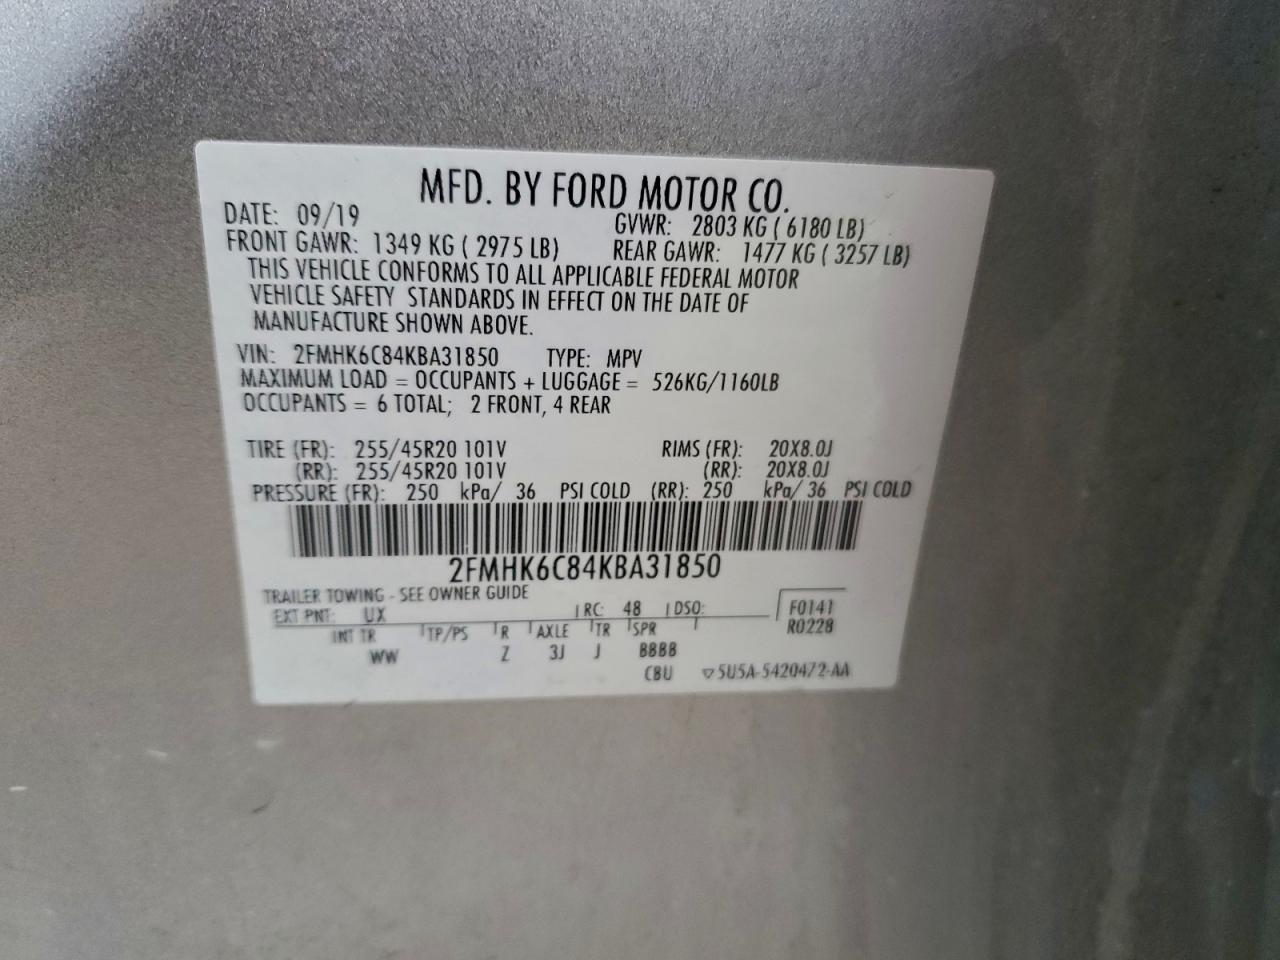 MFD. BY FORD MOTOR CO.
DATE: 09/19 GVWR: 2803 KG ( 6180 LB)
FRONT GAWR: 1349 KG ( 2975 LB) REAR GAWR: 1477 KG ( 3257 LB)
THIS VEHICLE CONFORMS TO ALL APPLICABLE FEDERAL MOTOR
VEHICLE SAFETY STANDARDS IN EFFECT ON THE DATE OF
MANUFACTURE SHOWN ABOVE.
VIN: 2FMHK6C84KBA31850 TYPE: MPV
MAXIMUM LOAD = OCCUPANTS + LUGGAGE = 526KG/1160LB
OCCUPANTS = 6 TOTAL; 2 FRONT, 4 REAR
TIRE (FR): 255/45R20 101V RIMS (FR): 20X8.0J
(RR): 255/45R20 101V (RR): 20X8.0J
PRESSURE (FR): 250 kPa/ 36 PSI COLD (RR): 250 kPa/ 36 PSI COLD
2FMHK6C84KBA31850
TRAILER TOWING - SEE OWNER GUIDE
EXT PNT: UX RC: 48 DSO: F0141
INT TR TP/PS R AXLE TR SPR R0228
WW Z 3J J BBBB
CBU ▽5U5A-5420472-AA